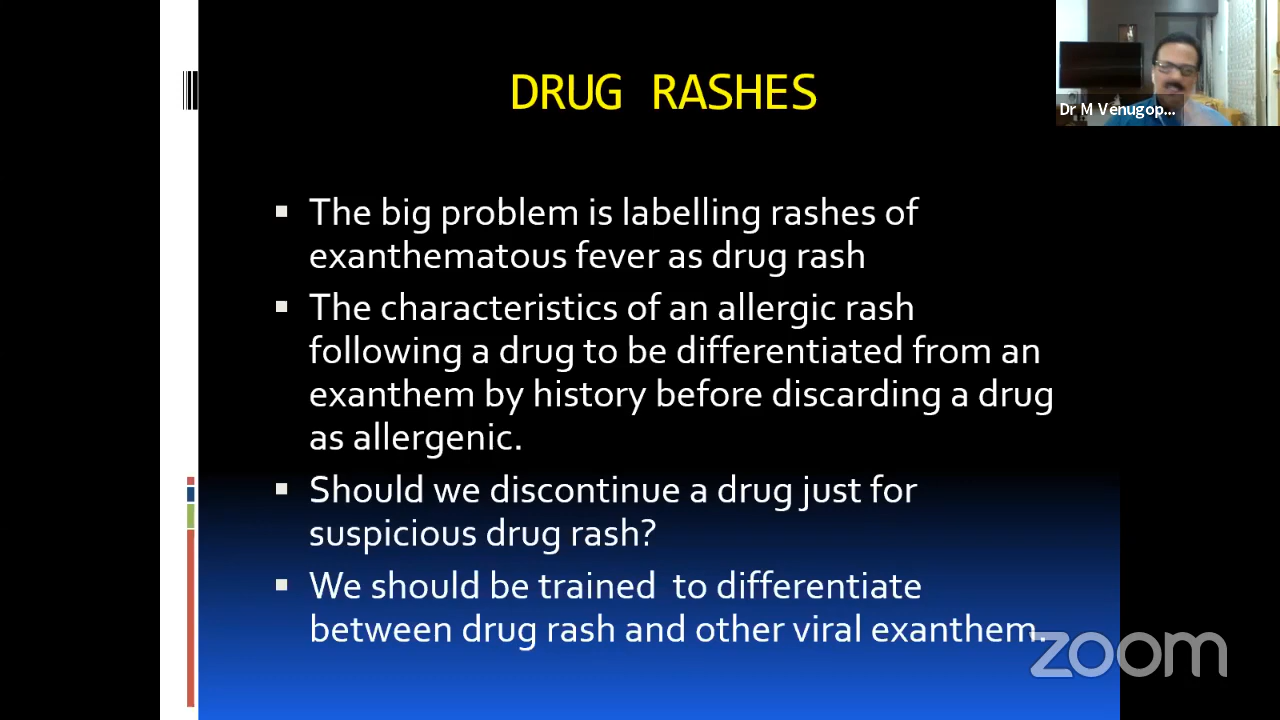 DRUG RASHES
Dr M Venugop...
▪ The big problem is labelling rashes of
exanthematous fever as drug rash
▪ The characteristics of an allergic rash
following a drug to be differentiated from an
exanthem by history before discarding a drug
as allergenic.
▪ Should we discontinue a drug just for
suspicious drug rash?
▪ We should be trained  to differentiate
between drug rash and other viral exanthem.
zoom